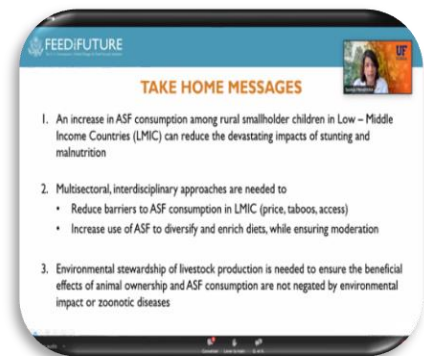 FEEDIFUTURE
UF
TAKE HOME MESSAGES
1. An increase in ASF consumption among rural smallholder children in Low – Middle
Income Countries (LMIC) can reduce the devastating impacts of stunting and
malnutrition
2. Multisectoral, interdisciplinary approaches are needed to
• Reduce barriers to ASF consumption in LMIC (price, taboos, access)
• Increase use of ASF to diversify and enrich diets, while ensuring moderation
3. Environmental stewardship of livestock production is needed to ensure the beneficial
effects of animal ownership and ASF consumption are not negated by environmental
impact or zoonotic diseases